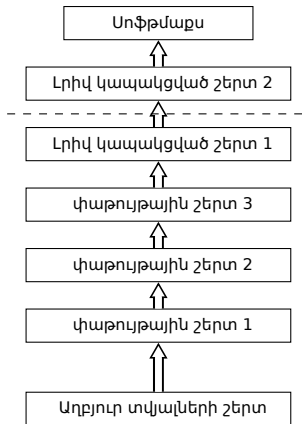 Սոֆթմաքս
Լրիվ կապակցված շերտ 2
Լրիվ կապակցված շերտ 1
փաթույթային շերտ 3
փաթույթային շերտ 2
փաթույթային շերտ 1
Աղբյուր տվյալների շերտ